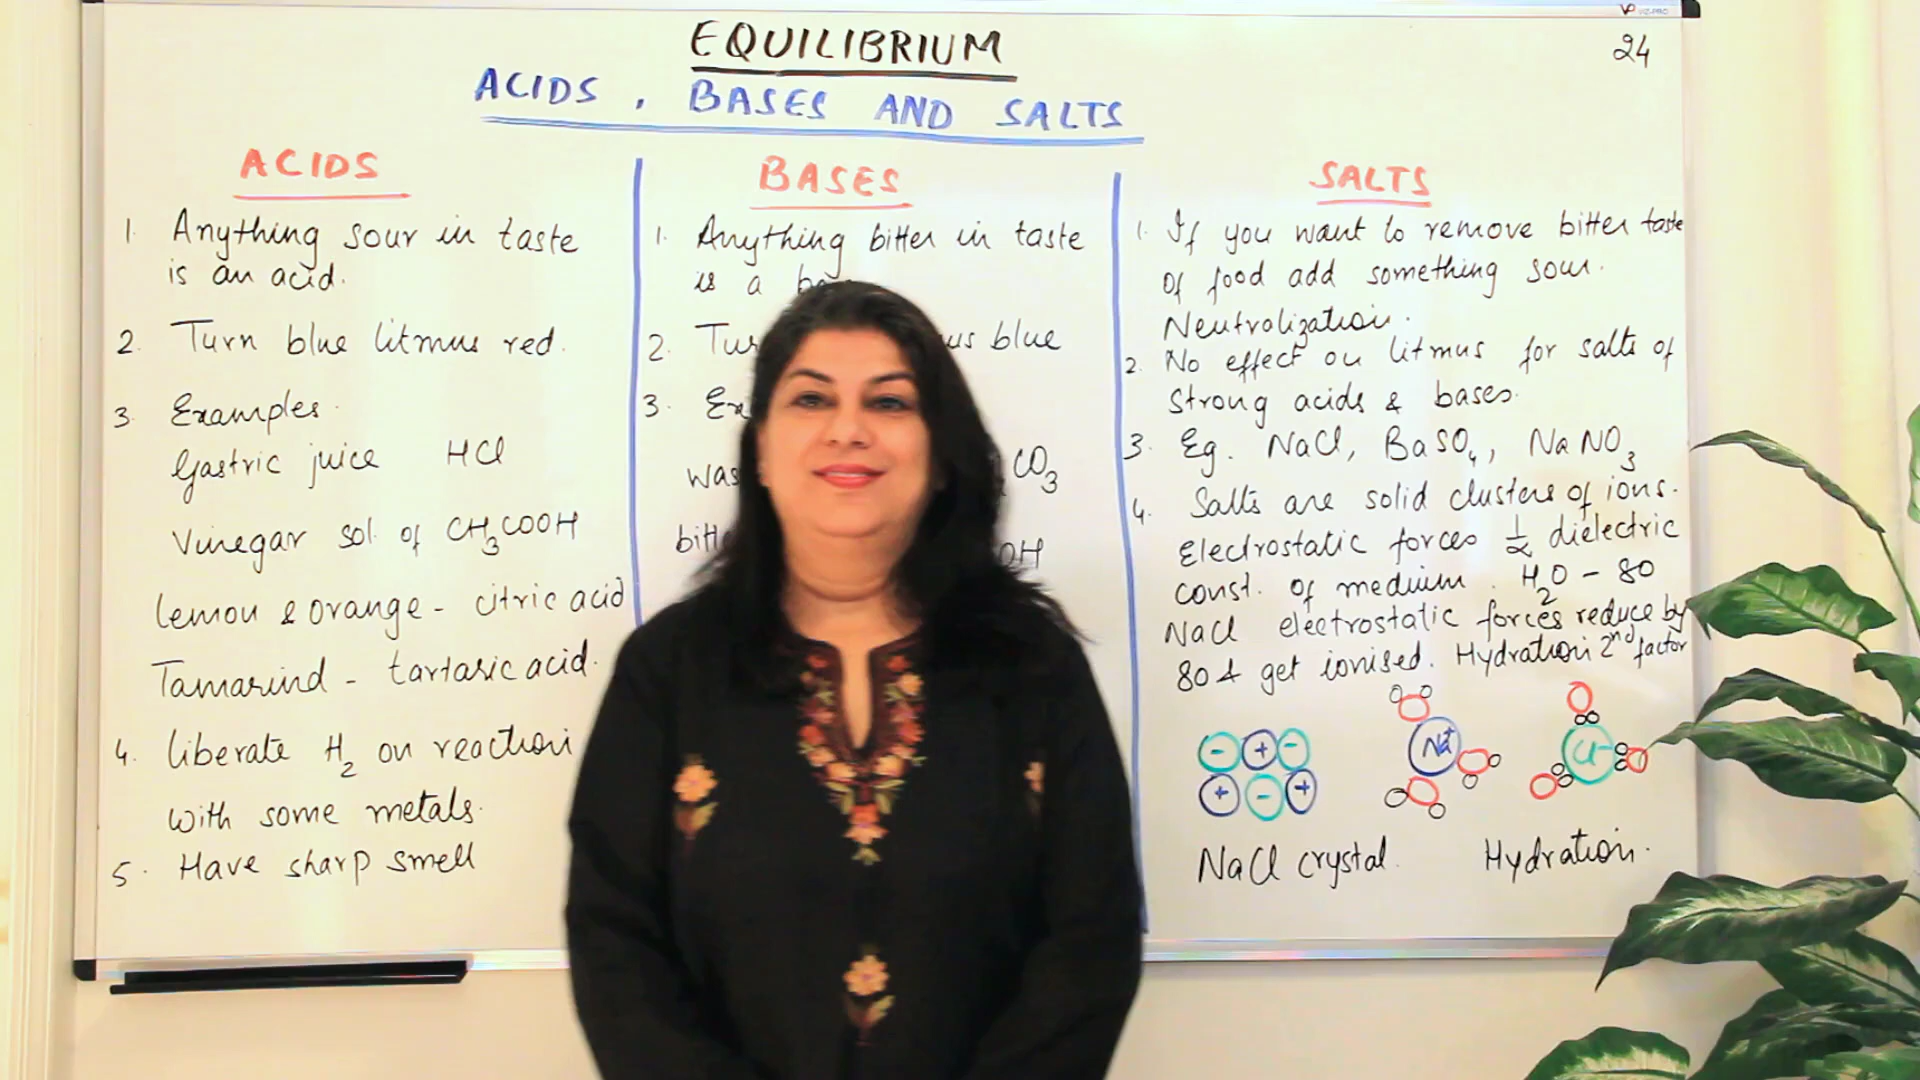 VIZ-PRO
EQUILIBRIUM
24
ACIDS, BASES AND SALTS
ACIDS
1. Anything sour in taste
is an acid.
2. Turn blue litmus red.
3. Examples.
Gastric juice HCl
Vinegar sol. of CH3COOH
Lemon & orange - citric acid
Tamarind - tartaric acid.
4. liberate H2 on reaction
with some metals.
5. Have sharp smell
BASES
1. Anything bitter in taste
is a
2. blue
3.
CO3
OH
SALTS
1. If you want to remove bitter taste
of food add something sour.
Neutralization.
2. No effect on litmus for salts of
strong acids & bases.
3. Eg. NaCl, BaSO4, NaNO3
4. Salts are solid clusters of ions.
Electrostatic forces 1/α dielectric
const. of medium. H2O - 80
NaCl electrostatic forces reduce by
80 & get ionised. Hydration 2nd factor
- + -
+ - +
Na+
Cl-
NaCl crystal.
Hydration.